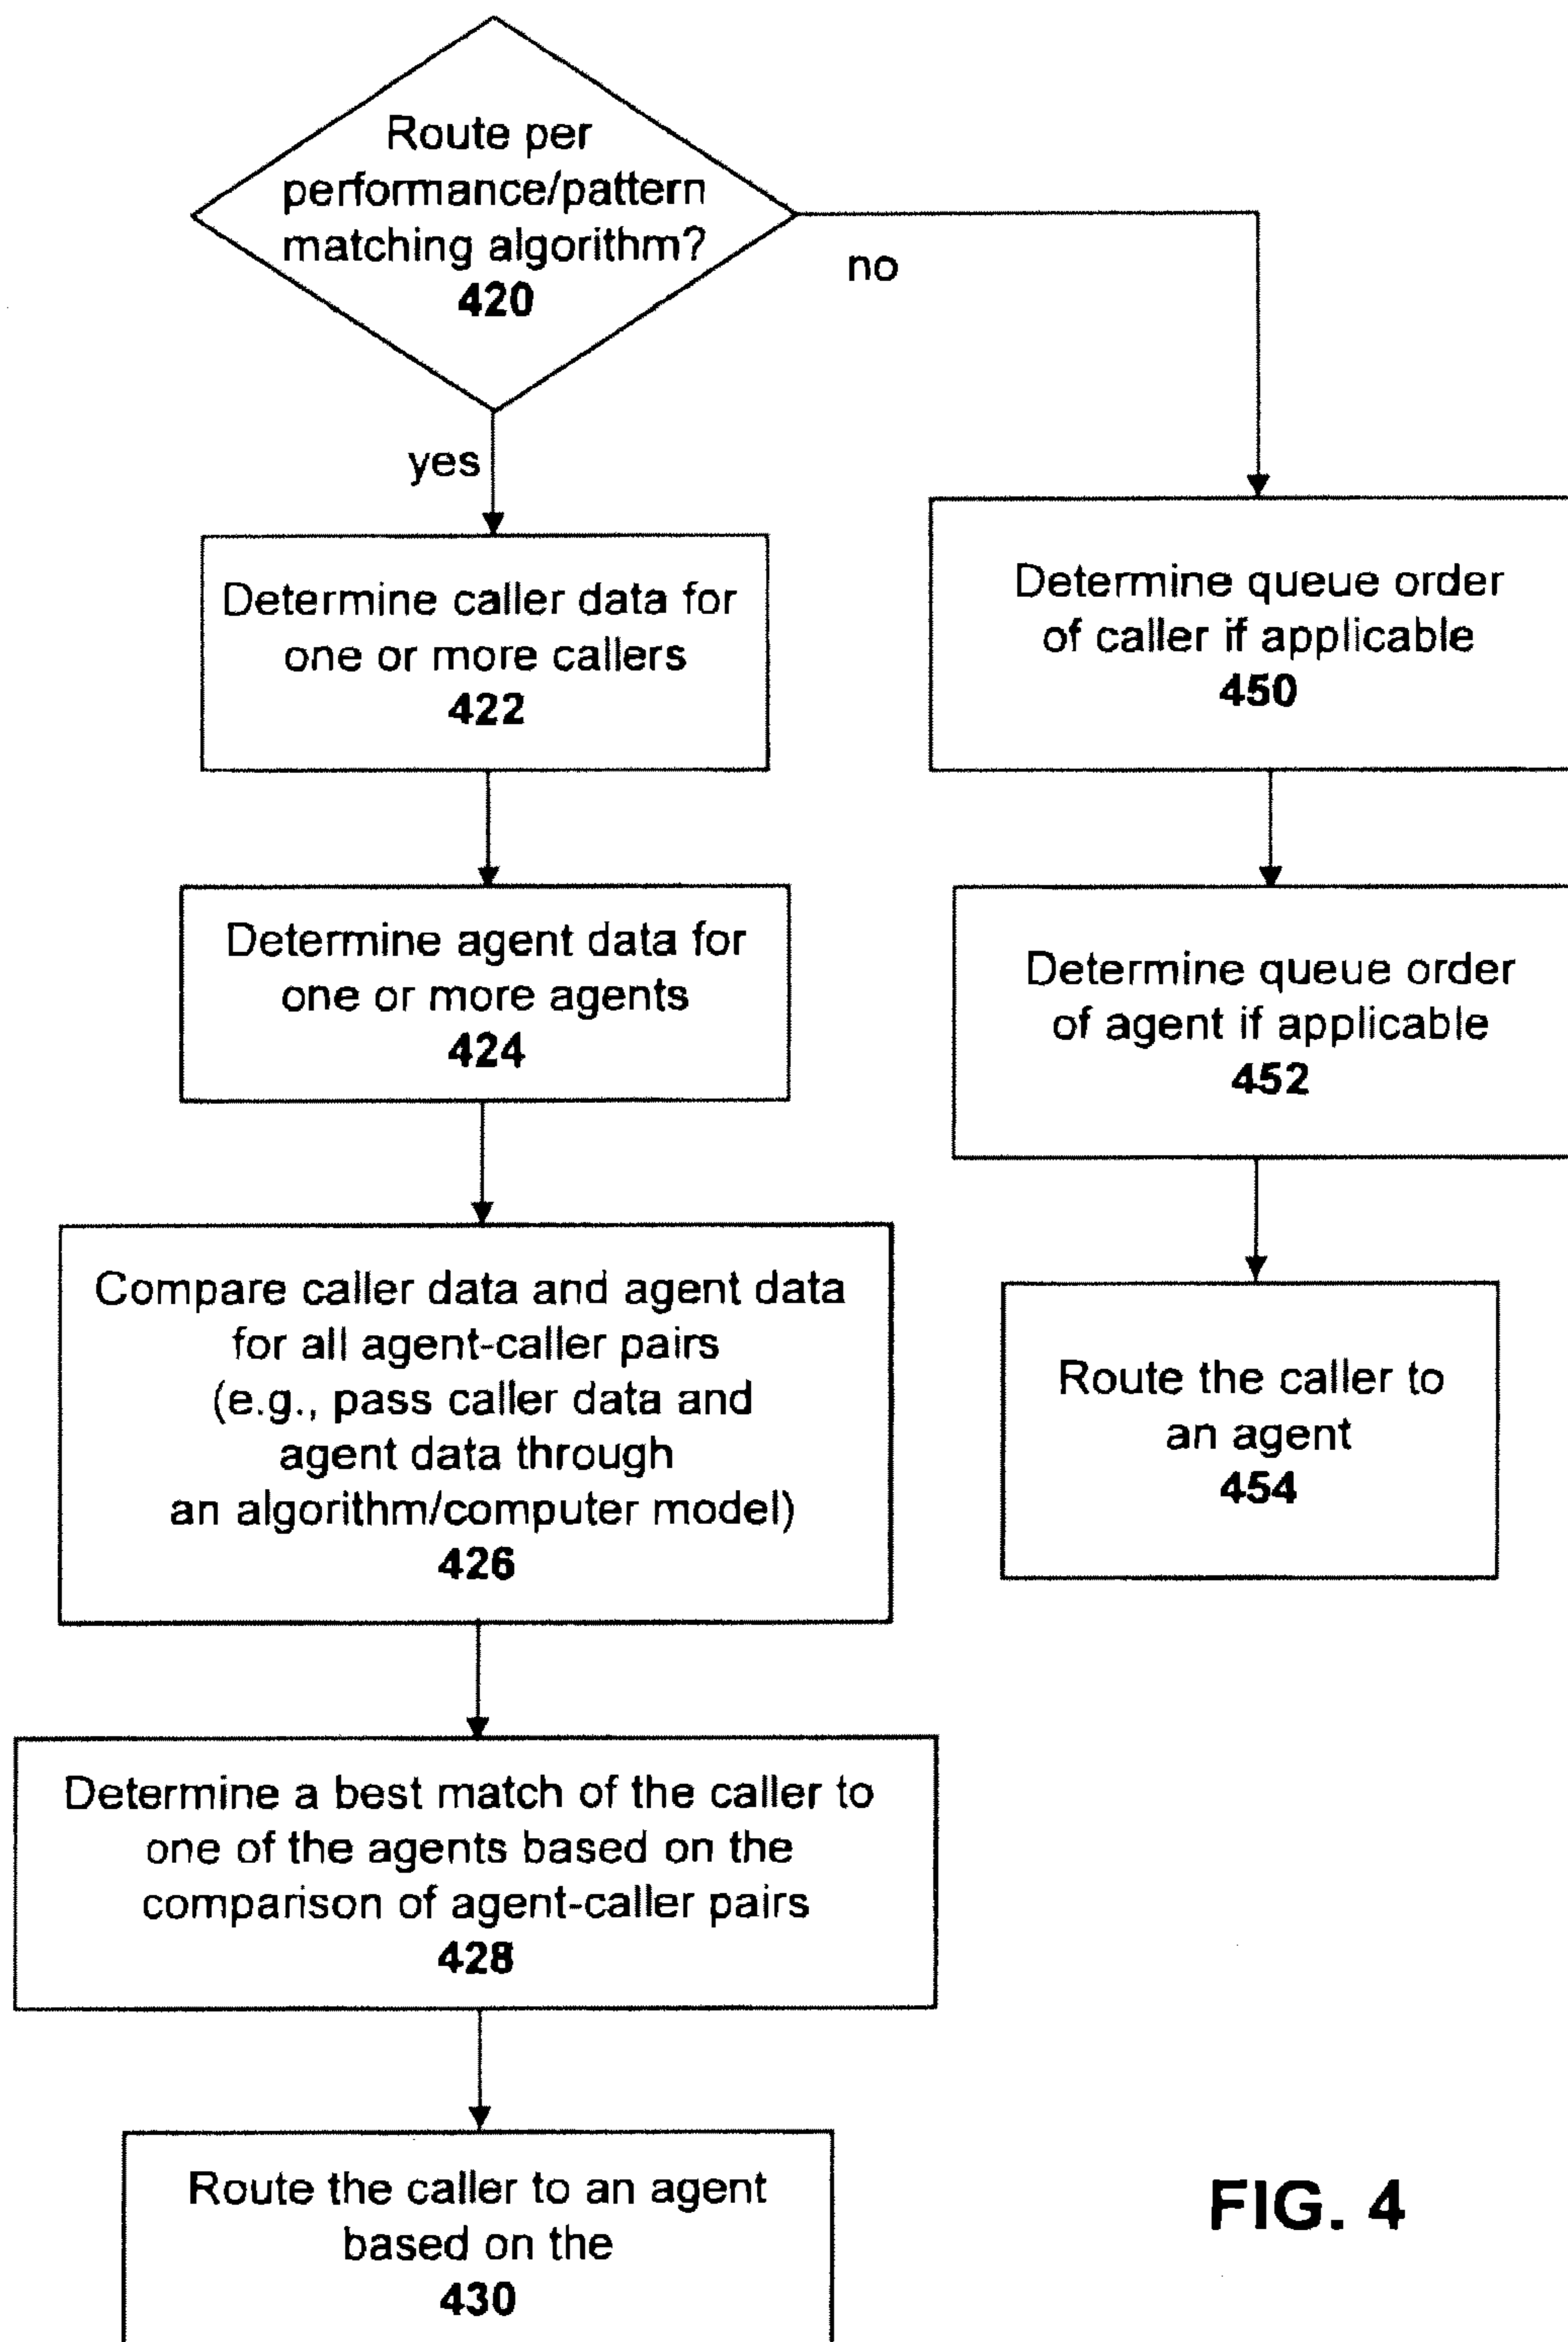 Route per
performance/pattern
matching algorithm?
420
no
yes
Determine caller data for
one or more callers
422
Determine queue order
of caller if applicable
450
Determine agent data for
one or more agents
424
Determine queue order
of agent if applicable
452
Compare caller data and agent data
for all agent-caller pairs
(e.g., pass caller data and
agent data through
an algorithm/computer model)
426
Route the caller to
an agent
454
Determine a best match of the caller to
one of the agents based on the
comparison of agent-caller pairs
428
Route the caller to an agent
based on the
430
FIG. 4